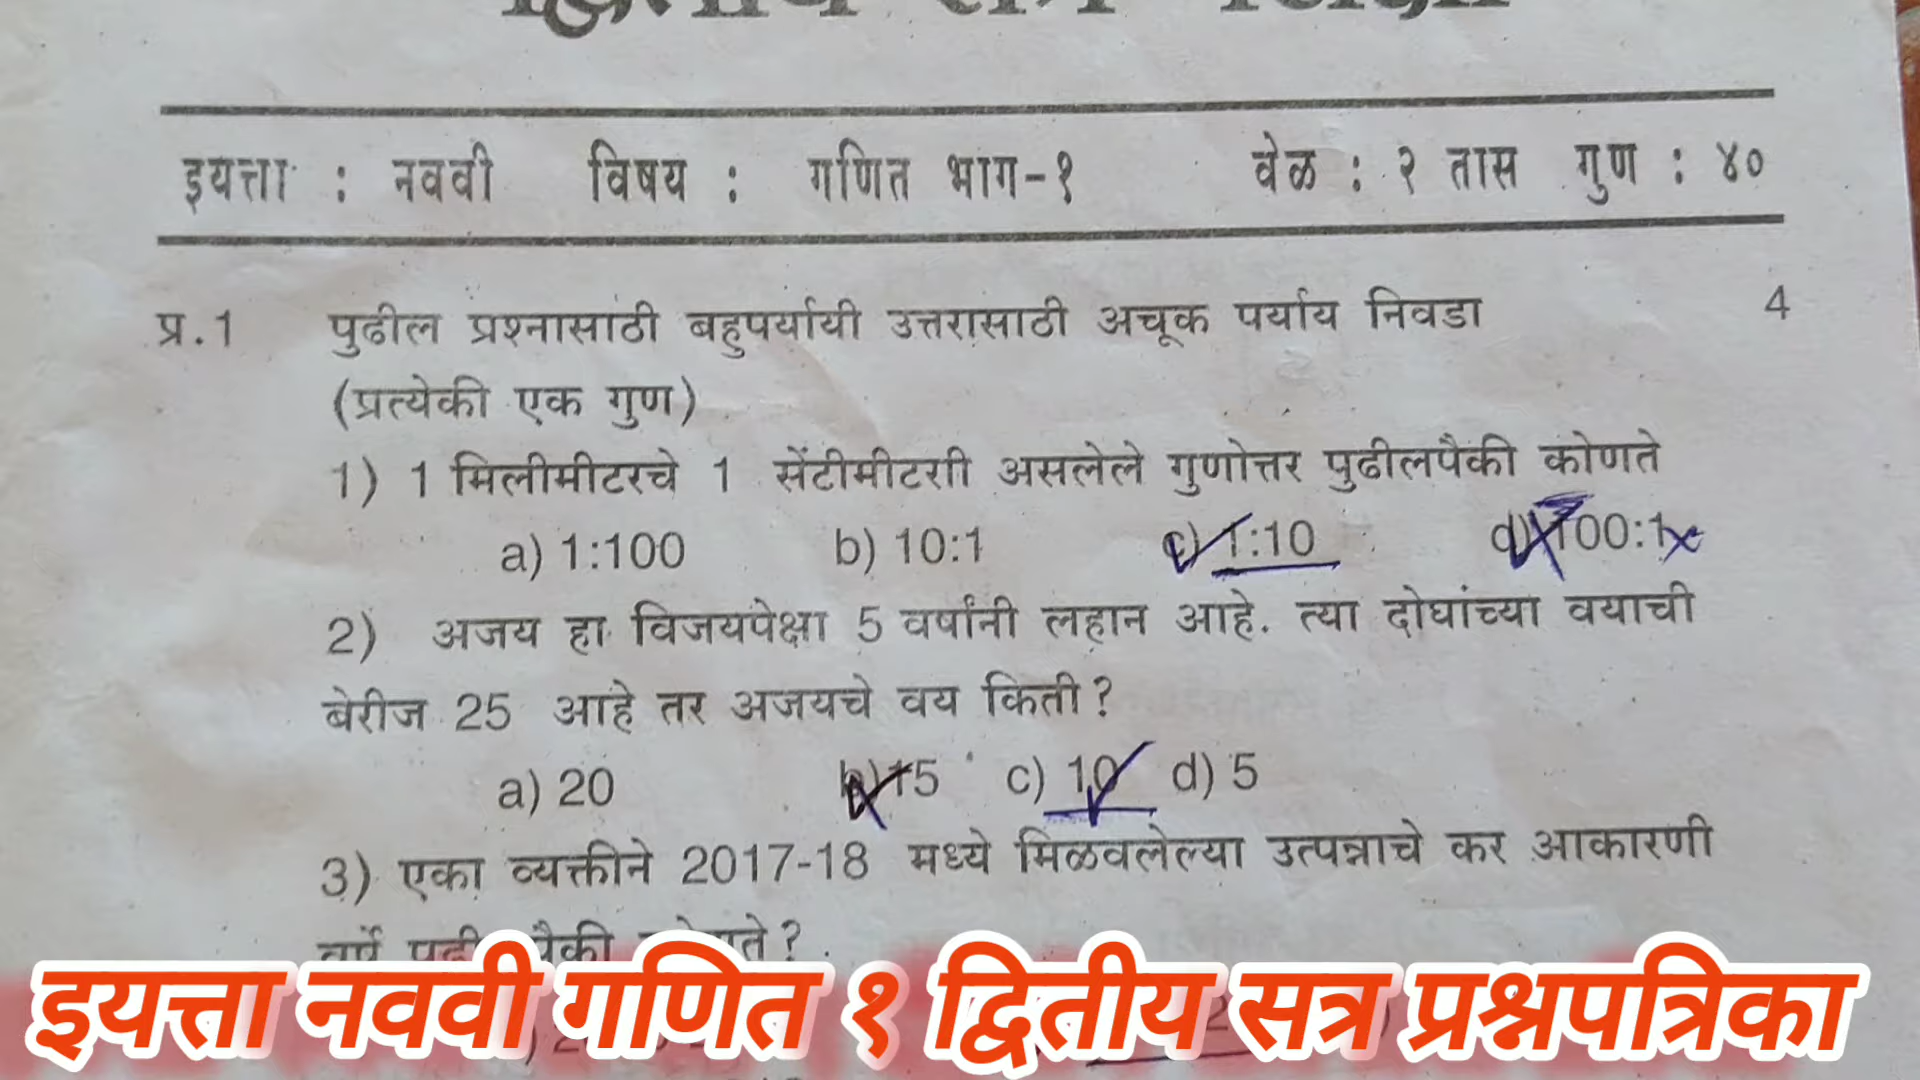 इयत्ता : नववी विषय : गणित भाग-१ वेळ : २ तास गुण : ४०
प्र.1 पुढील प्रश्नासाठी बहुपर्यायी उत्तरासाठी अचूक पर्याय निवडा 4
(प्रत्येकी एक गुण)
1) 1 मिलीमीटरचे 1 सेंटीमीटरशी असलेले गुणोत्तर पुढीलपैकी कोणते
a) 1:100 b) 10:1 c) 1:10 d) 100:1
2) अजय हा विजयपेक्षा 5 वर्षांनी लहान आहे. त्या दोघांच्या वयाची
बेरीज 25 आहे तर अजयचे वय किती?
a) 20 b) 15 c) 10 d) 5
3) एका व्यक्तीने 2017-18 मध्ये मिळवलेल्या उत्पन्नाचे कर आकारणी
इयत्ता नववी गणित १ द्वितीय सत्र प्रश्नपत्रिका